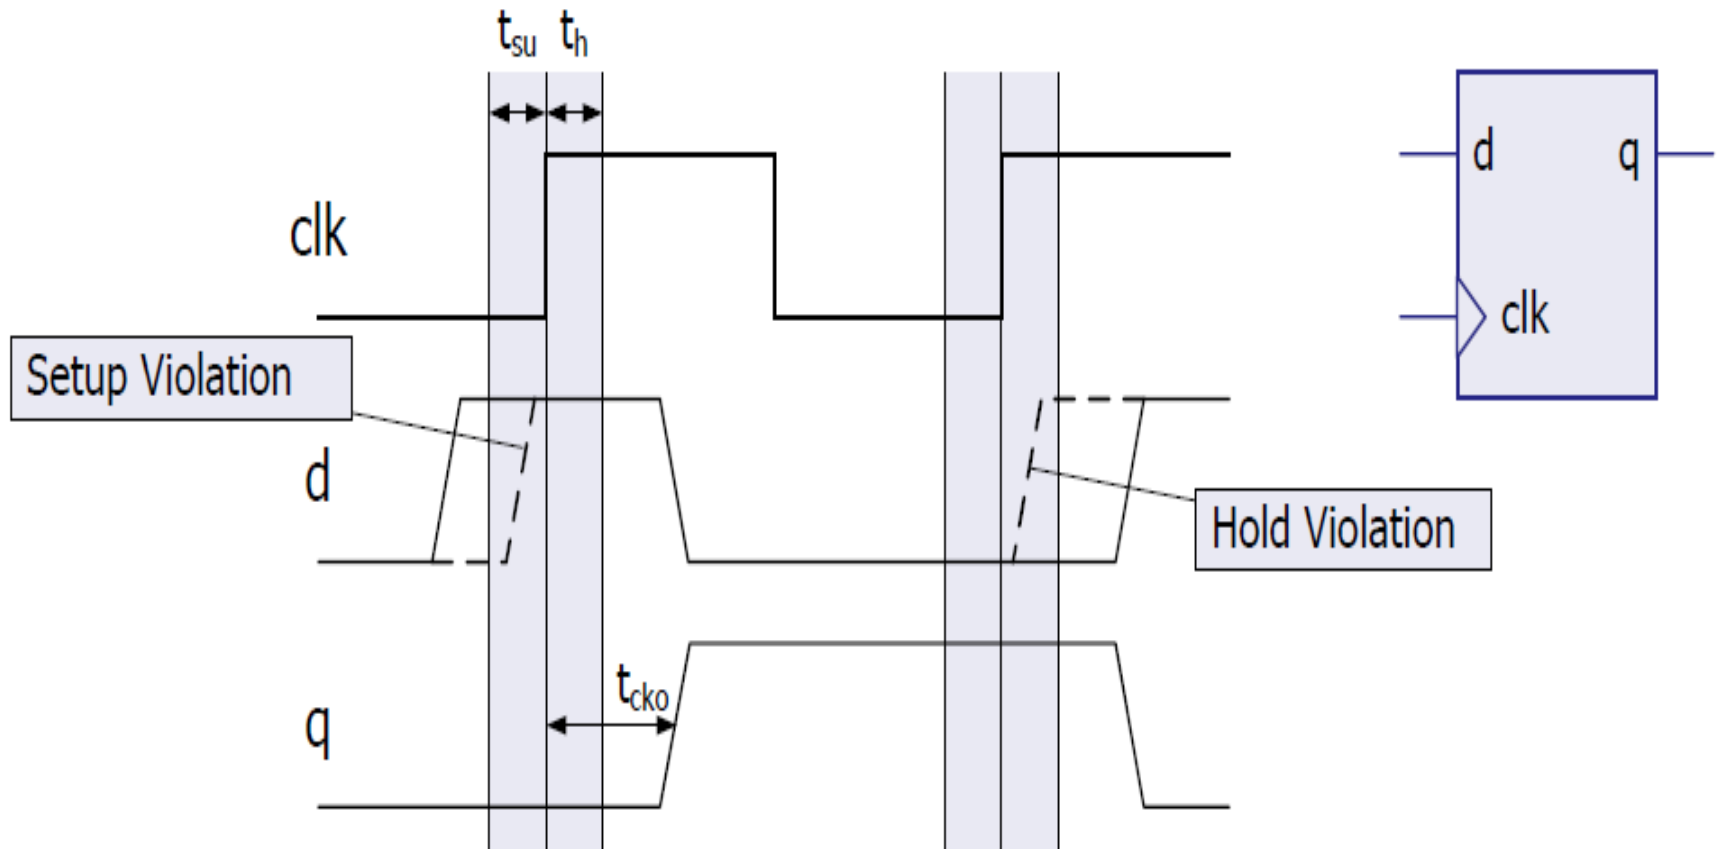 tsu th
clk
Setup Violation
d
Hold Violation
tcko
q
d q
clk